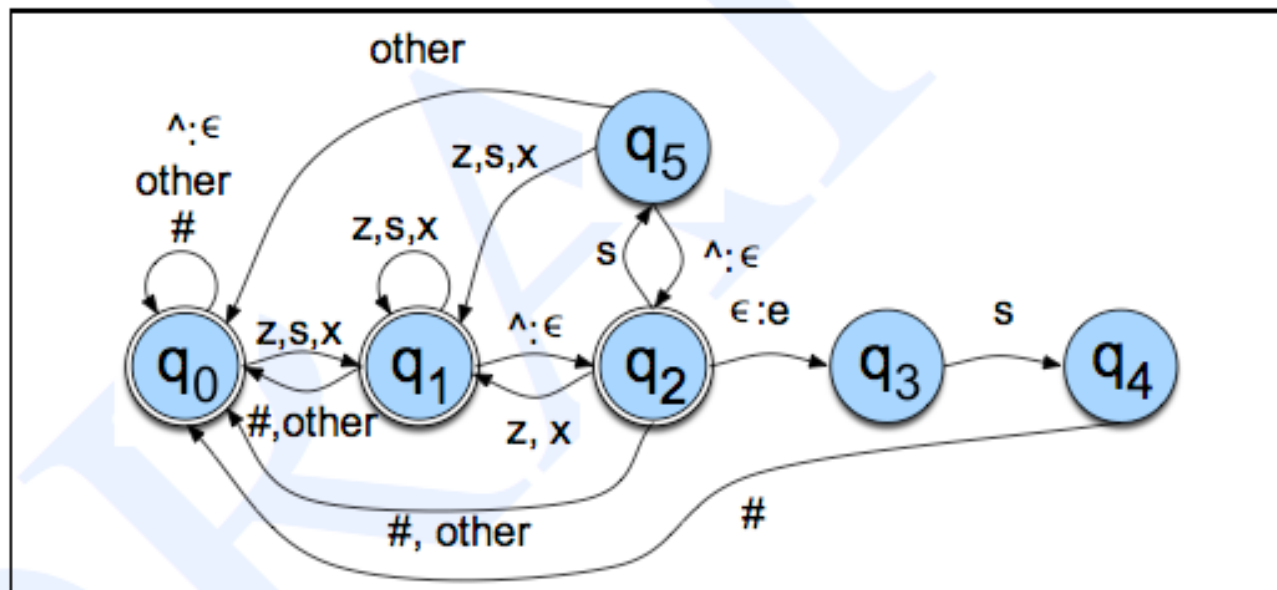 other
^:ϵ
other
#
q5
z,s,x
z,s,x
s
^:ϵ
ϵ:e
s
z,s,x
^:ϵ
q0
q1
q2
q3
q4
#,other
z, x
#, other
#